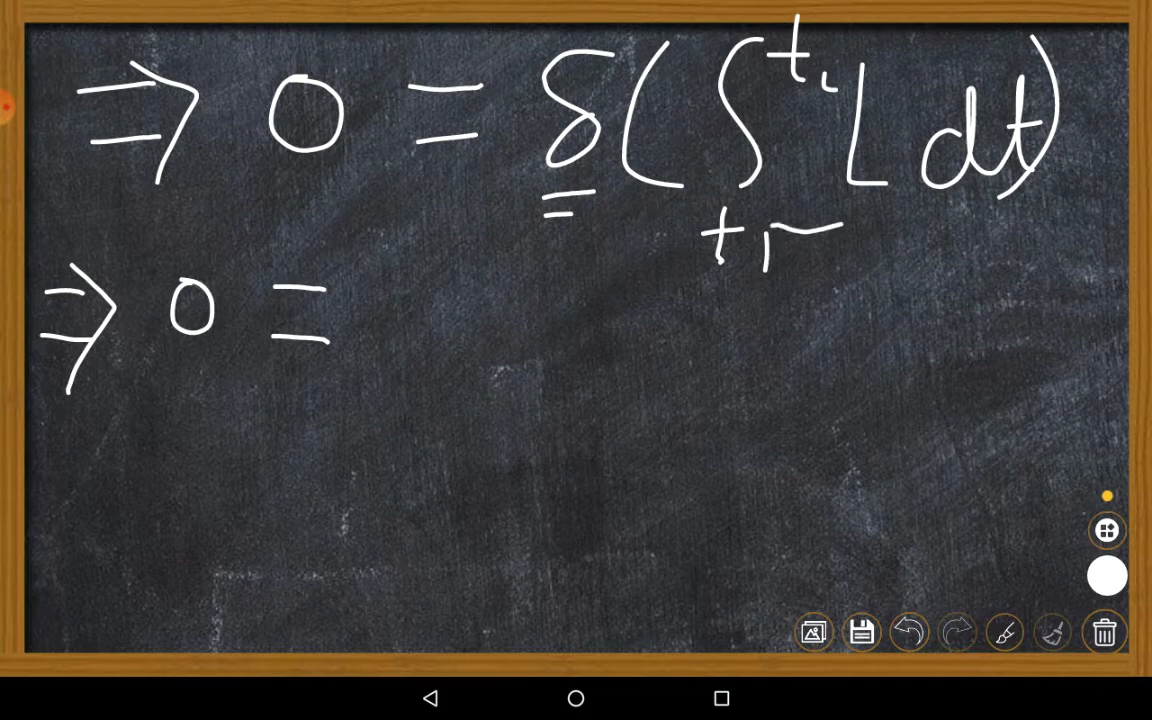 ⇒ 0 = δ(∫_{t₁}^{t₂} L dt)
⇒ 0 =